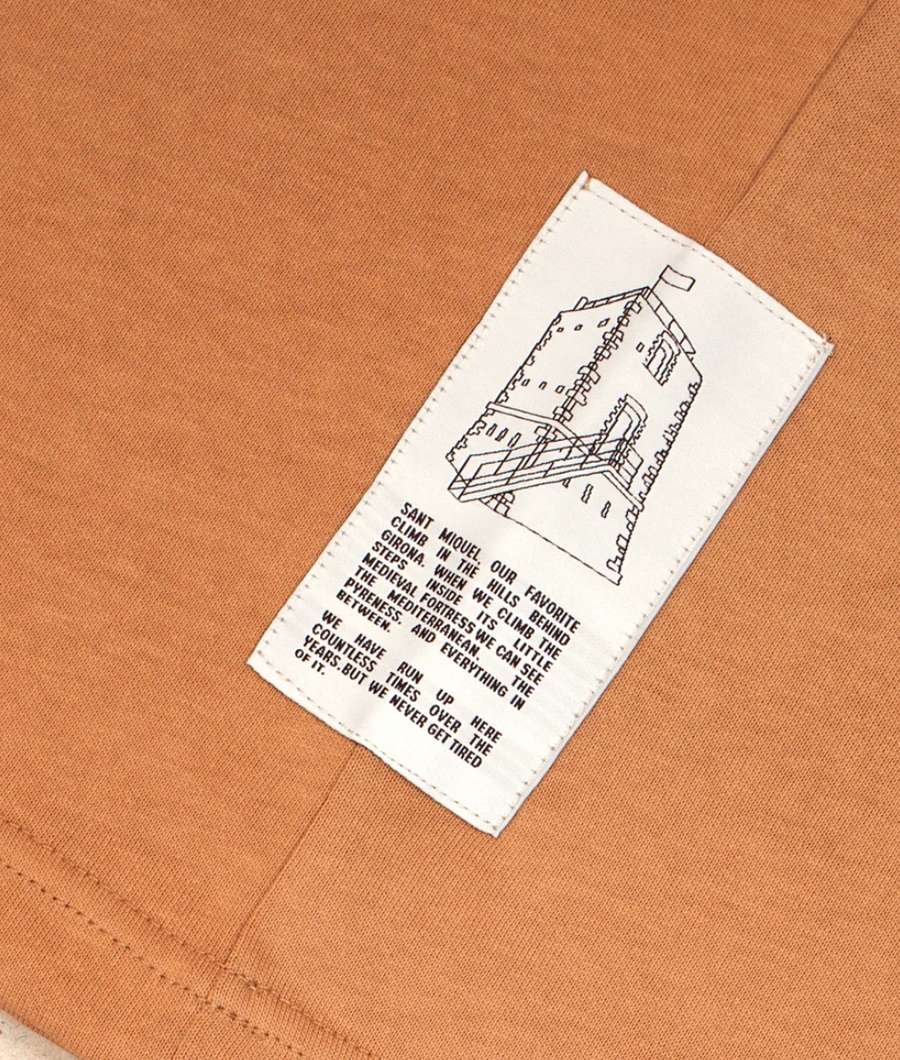 SANT MIQUEL, OUR FAVORITE
CLIMB IN THE HILLS BEHIND
GIRONA. WHEN WE CLIMB THE
STEPS INSIDE ITS LITTLE
MEDIEVAL FORTRESS WE CAN SEE
THE MEDITERRANEAN, THE
PYRENESS, AND EVERYTHING IN
BETWEEN.
WE HAVE RUN UP HERE
COUNTLESS TIMES OVER THE
YEARS. BUT WE NEVER GET TIRED
OF IT.